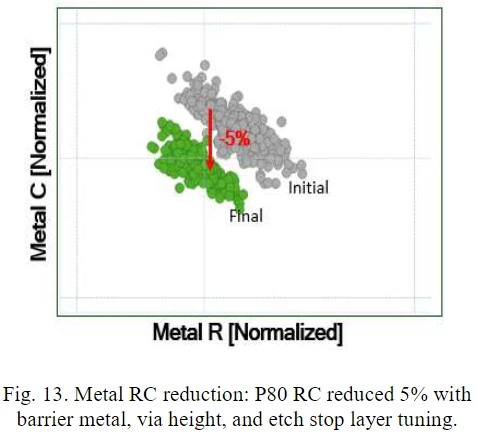 Metal C [Normalized]
-5%
Initial
Final
Metal R [Normalized]
Fig. 13. Metal RC reduction: P80 RC reduced 5% with
barrier metal, via height, and etch stop layer tuning.